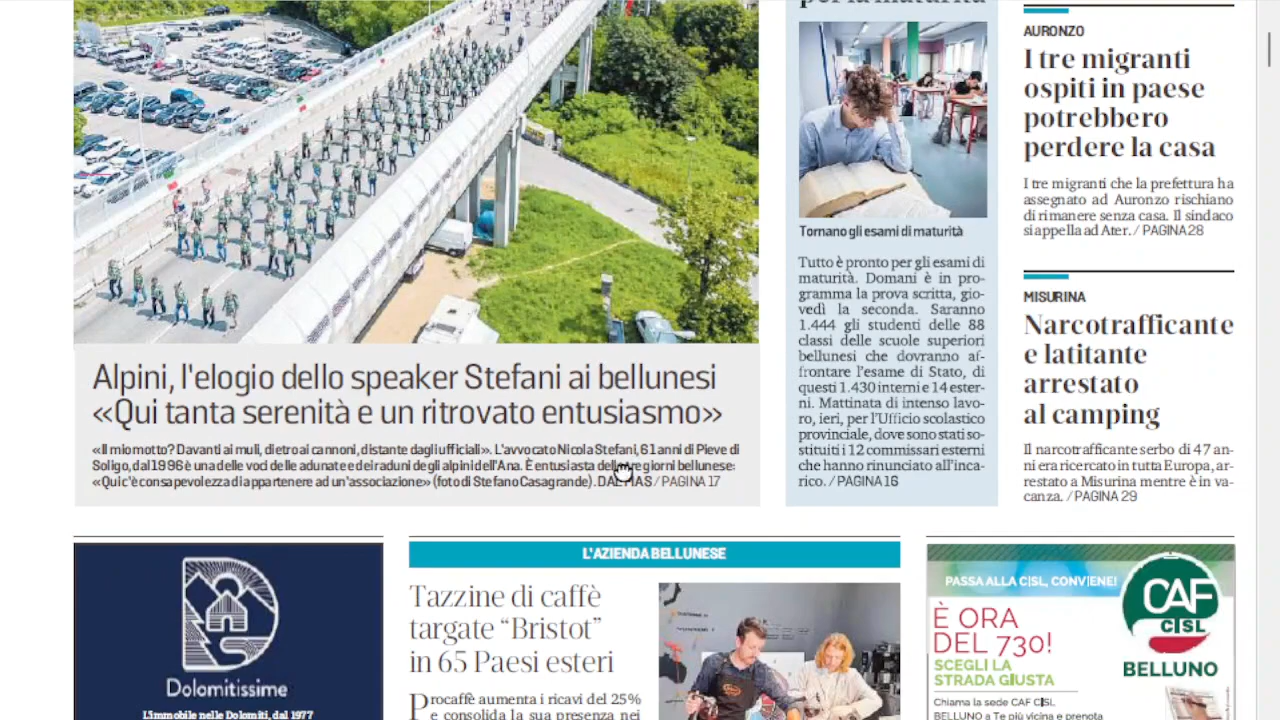 Alpini, l'elogio dello speaker Stefani ai bellunesi
«Qui tanta serenità e un ritrovato entusiasmo»
«Il mio motto? Davanti ai muli, dietro ai cannoni, distante dagli ufficiali». L'avvocato Nicola Stefani, 61 anni di Pieve di
Soligo, dal 1996 è una delle voci delle adunate e dei raduni degli alpini dell'Ana. È entusiasta della tre giorni bellunese:
«Qui c'è consapevolezza di appartenere ad un'associazione» (foto di Stefano Casagrande). DAL MAS / PAGINA 17
per la maturità
Tornano gli esami di maturità
Tutto è pronto per gli esami di
maturità. Domani è in pro-
gramma la prova scritta, gio-
vedì la seconda. Saranno
1.444 gli studenti delle 88
classi delle scuole superiori
bellunesi che dovranno af-
frontare l'esame di Stato, di
questi 1.430 interni e 14 ester-
ni. Mattinata di intenso lavo-
ro, ieri, per l'Ufficio scolastico
provinciale, dove sono stati so-
stituiti i 12 commissari esterni
che hanno rinunciato all'inca-
rico. / PAGINA 16
AURONZO
I tre migranti
ospiti in paese
potrebbero
perdere la casa
I tre migranti che la prefettura ha
assegnato ad Auronzo rischiano
di rimanere senza casa. Il sindaco
si appella ad Ater. / PAGINA 28
MISURINA
Narcotrafficante
e latitante
arrestato
al camping
Il narcotrafficante serbo di 47 an-
ni era ricercato in tutta Europa, ar-
restato a Misurina mentre è in va-
canza. / PAGINA 29
Dolomitissime
L'immobile nelle Dolomiti, dal 1977
L'AZIENDA BELLUNESE
Tazzine di caffè
targate “Bristot”
in 65 Paesi esteri
Procaffè aumenta i ricavi del 25%
e consolida la sua presenza nei
PASSA ALLA CISL, CONVIENE!
È ORA
DEL 730!
SCEGLI LA
STRADA GIUSTA
Chiama la sede CAF CISL
BELLUNO a Te più vicina e prenota
CAF
CISL
BELLUNO